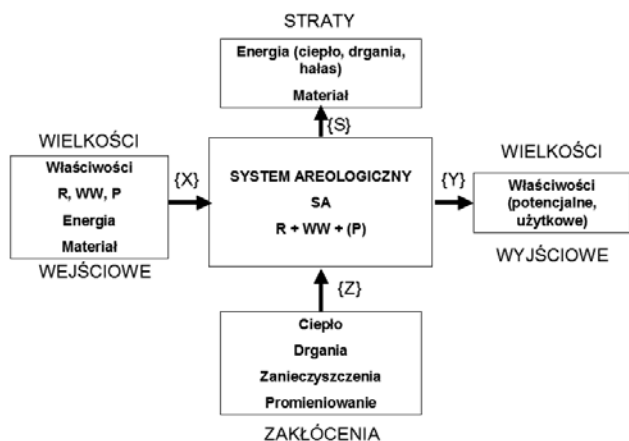 STRATY
Energia (ciepło, drgania,
hałas)
Materiał
{S}
WIELKOŚCI
Właściwości
R, WW, P
Energia
Materiał
WEJŚCIOWE
{X}
SYSTEM AREOLOGICZNY
SA
R + WW + (P)
{Y}
WIELKOŚCI
Właściwości
(potencjalne,
użytkowe)
WYJŚCIOWE
{Z}
Ciepło
Drgania
Zanieczyszczenia
Promieniowanie
ZAKŁÓCENIA